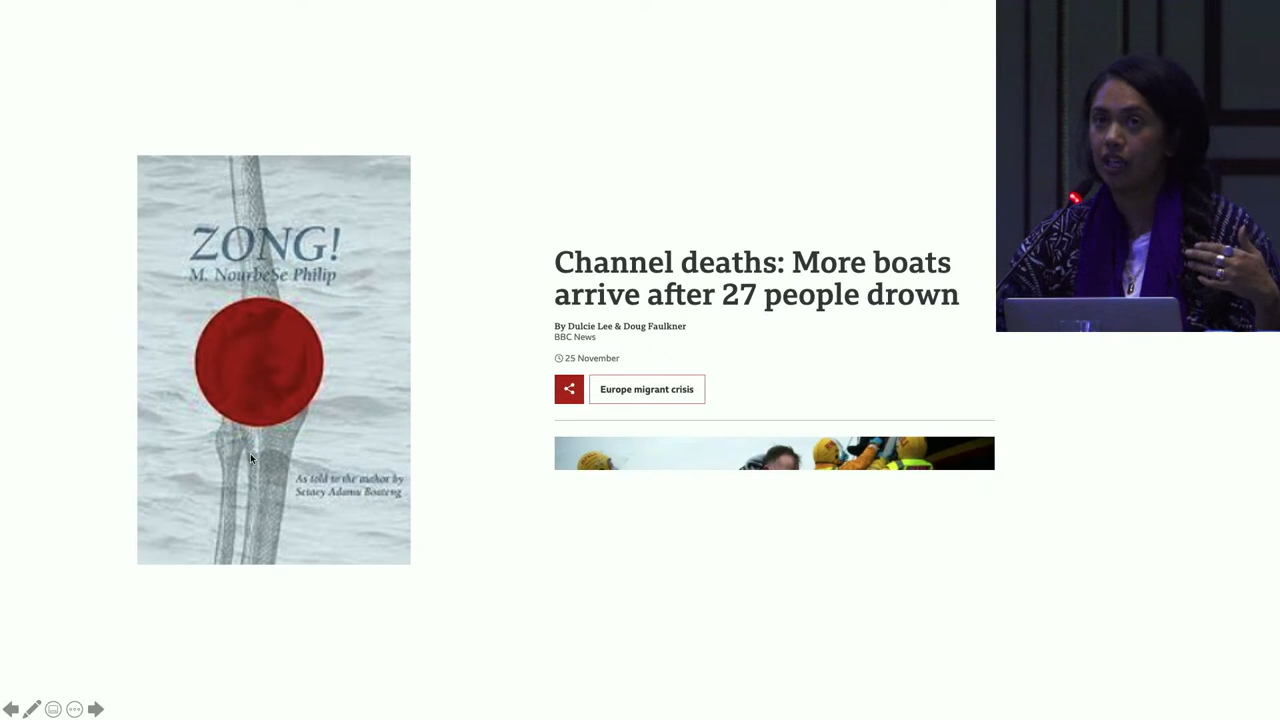 ZONG!
M. NourbeSe Philip
As told to the author by
Setaey Adamu Boateng
Channel deaths: More boats
arrive after 27 people drown
By Dulcie Lee & Doug Faulkner
BBC News
25 November
Europe migrant crisis